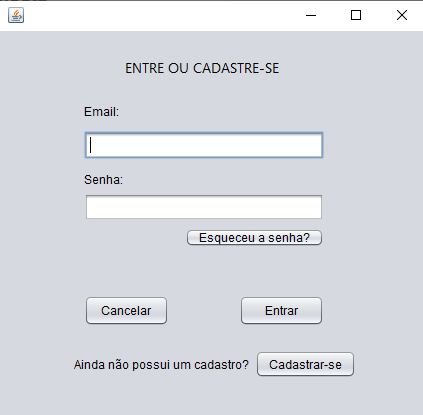 ENTRE OU CADASTRE-SE
Email:
Senha:
Esqueceu a senha?
Cancelar Entrar
Ainda não possui um cadastro? Cadastrar-se